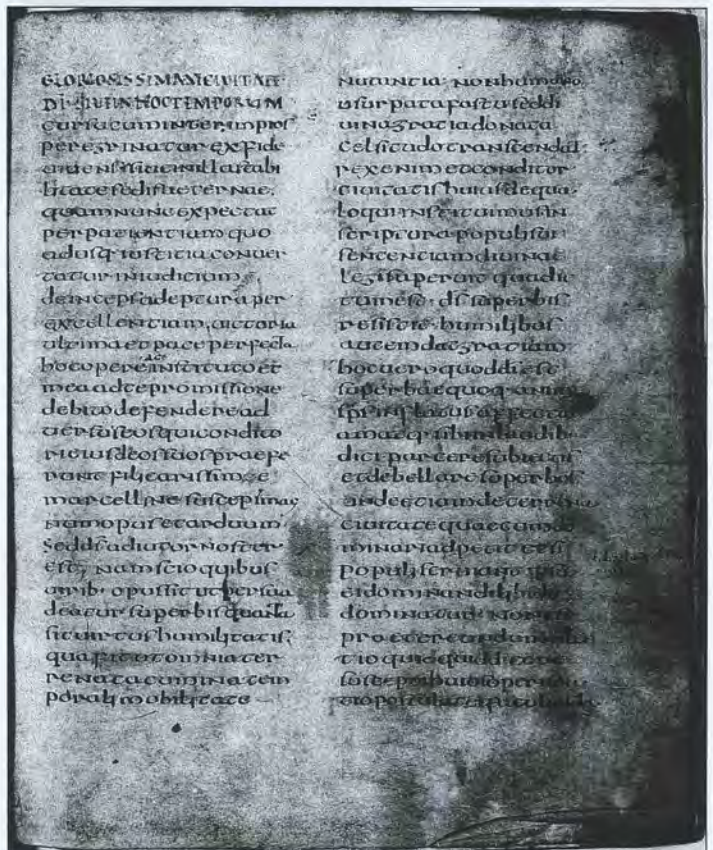 GLORIOSISSIMAM CIUITATE
DI SIUE IN HOC TEMPORUM
cursu cum inter impios
peregrinatur ex fide
uiuens siue in illa stabi
litate sedis aeternae
quam nunc expectat
per patientiam quo
adusq; iustitia conuer
tatur in iudicium
deinceps adeptura per
excellentiam uictoria
ultima et pace perfecta
hoc opere instituto et
mea ad te promissione
debito defendere ad
uersus eos qui condito
ri eius deos suos praefe
runt fili carissime
marcelline suscepi mag
num opus et arduum
Sed ds adiutor noster
est; nam scio quibus
uirib. opus sit ut persua
deatur superbis quanta
sit uirtus humilitatis;
qua fit ut omnia ter
rena cacumina tem
porali mobilitate
nutantia non humano
usurpata fastu sed di
uina gratia donata
celsitudo transcendat;
rex enim et conditor
ciuitatis huius de qua
loqui instituimus in
scriptura populi sui
sententiam diuinae
legis aperuit qua dic
tum est; ds superbis
resistit humilibus
autem dat gratiam
hoc uero quod di est
superbae quoq; animae
sps inflatus affectat
amatq; sibi in laudib.
dici parcere subiectis
et debellare superbos
unde etiam de terrena
ciuitate quae cum do
minari adpetit etsi
populi seruiant ipsa
ei dominandi libido
dominatur non est
praetereundum silen
tio quidquid dicere
suscepti huius operis